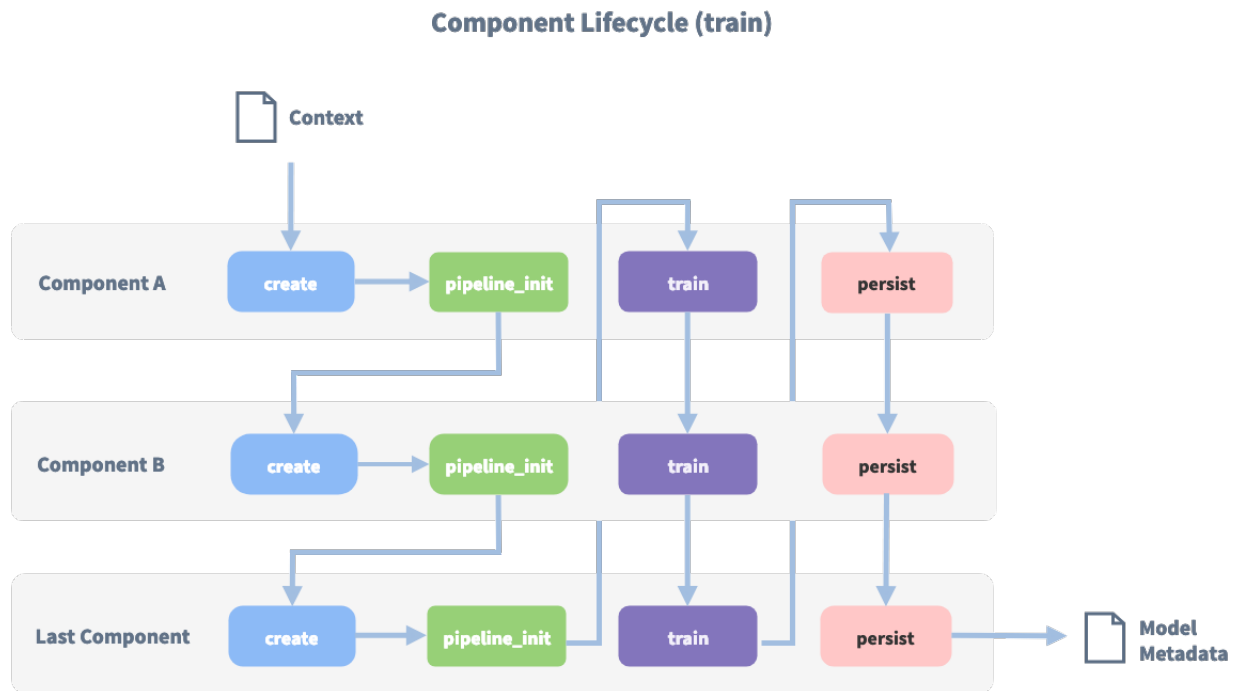 Component Lifecycle (train)
Context
Component A
create
pipeline_init
train
persist
Component B
create
pipeline_init
train
persist
Last Component
create
pipeline_init
train
persist
Model
Metadata